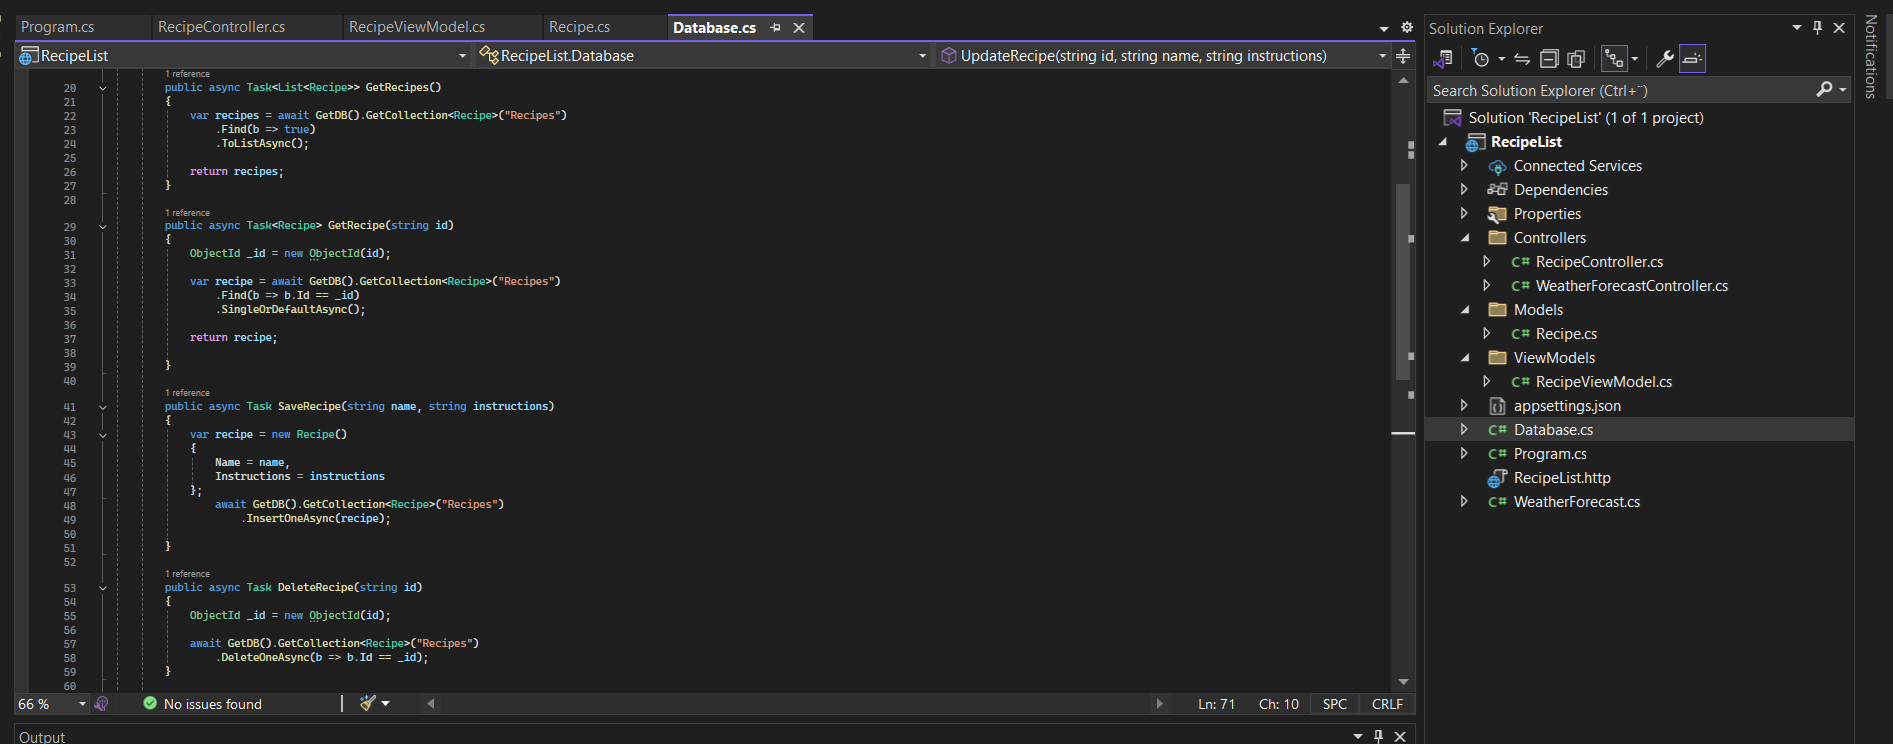 Program.cs RecipeController.cs RecipeViewModel.cs Recipe.cs Database.cs
RecipeList RecipeList.Database UpdateRecipe(string id, string name, string instructions)
1 reference
20 public async Task<List<Recipe>> GetRecipes()
21 {
22 var recipes = await GetDB().GetCollection<Recipe>("Recipes")
23 .Find(b => true)
24 .ToListAsync();
25
26 return recipes;
27 }
28
1 reference
29 public async Task<Recipe> GetRecipe(string id)
30 {
31 ObjectId _id = new ObjectId(id);
32
33 var recipe = await GetDB().GetCollection<Recipe>("Recipes")
34 .Find(b => b.Id == _id)
35 .SingleOrDefaultAsync();
36
37 return recipe;
38
39 }
40
1 reference
41 public async Task SaveRecipe(string name, string instructions)
42 {
43 var recipe = new Recipe()
44 {
45 Name = name,
46 Instructions = instructions
47 };
48 await GetDB().GetCollection<Recipe>("Recipes")
49 .InsertOneAsync(recipe);
50
51 }
52
1 reference
53 public async Task DeleteRecipe(string id)
54 {
55 ObjectId _id = new ObjectId(id);
56
57 await GetDB().GetCollection<Recipe>("Recipes")
58 .DeleteOneAsync(b => b.Id == _id);
59 }
60
66 % No issues found Ln: 71 Ch: 10 SPC CRLF
Output
Solution Explorer
Search Solution Explorer (Ctrl+¨)
Solution 'RecipeList' (1 of 1 project)
RecipeList
Connected Services
Dependencies
Properties
Controllers
C# RecipeController.cs
C# WeatherForecastController.cs
Models
C# Recipe.cs
ViewModels
C# RecipeViewModel.cs
appsettings.json
C# Database.cs
C# Program.cs
RecipeList.http
C# WeatherForecast.cs
Notifications